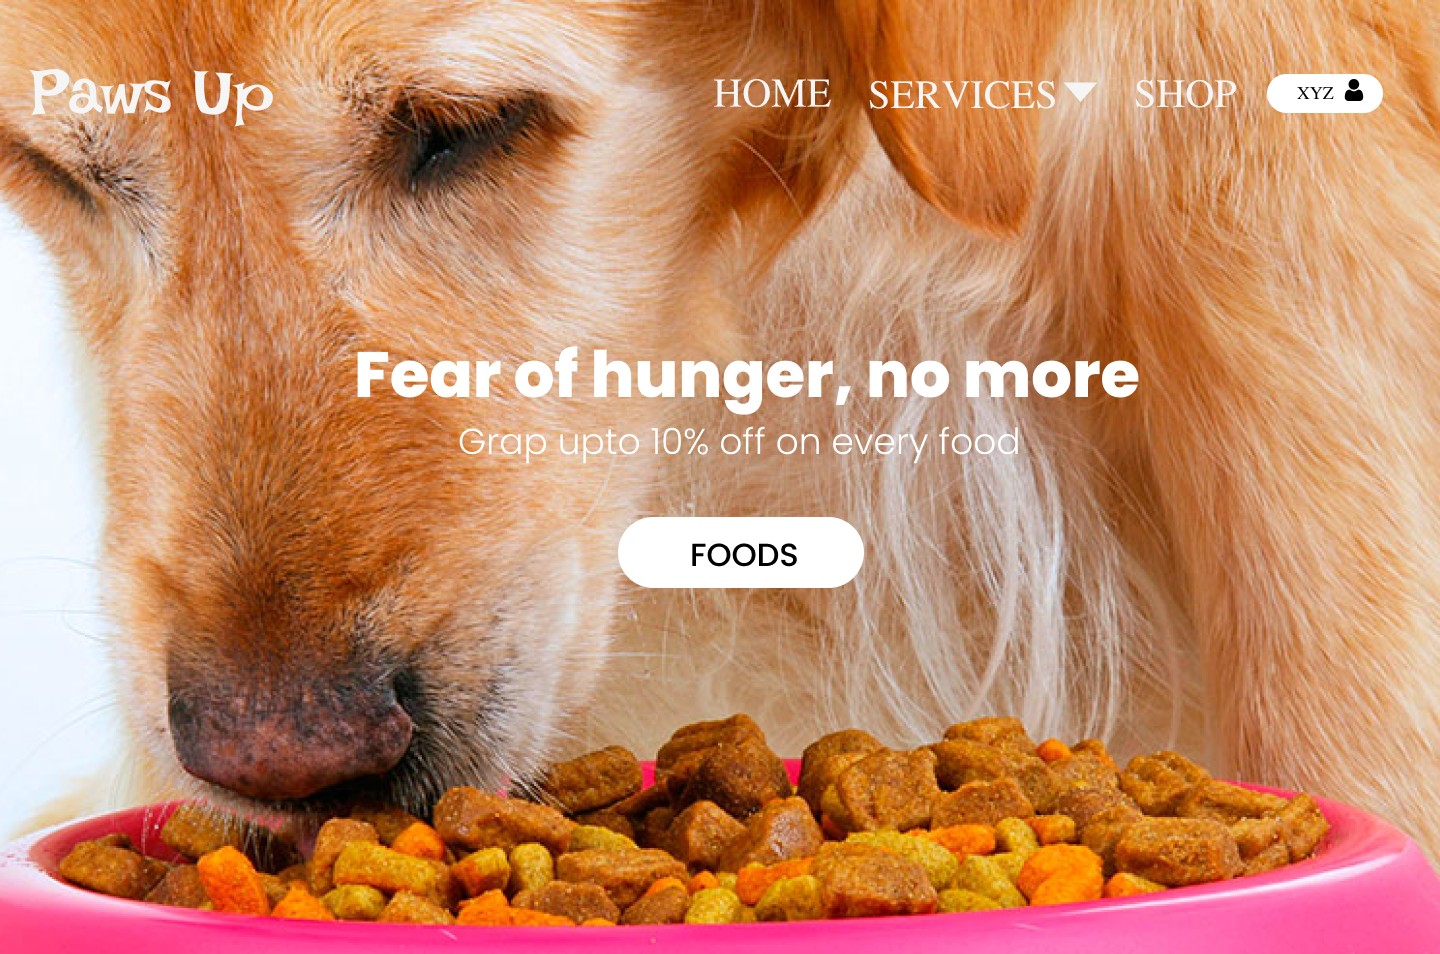 Paws Up
HOME SERVICES SHOP XYZ
Fear of hunger, no more
Grap upto 10% off on every food
FOODS